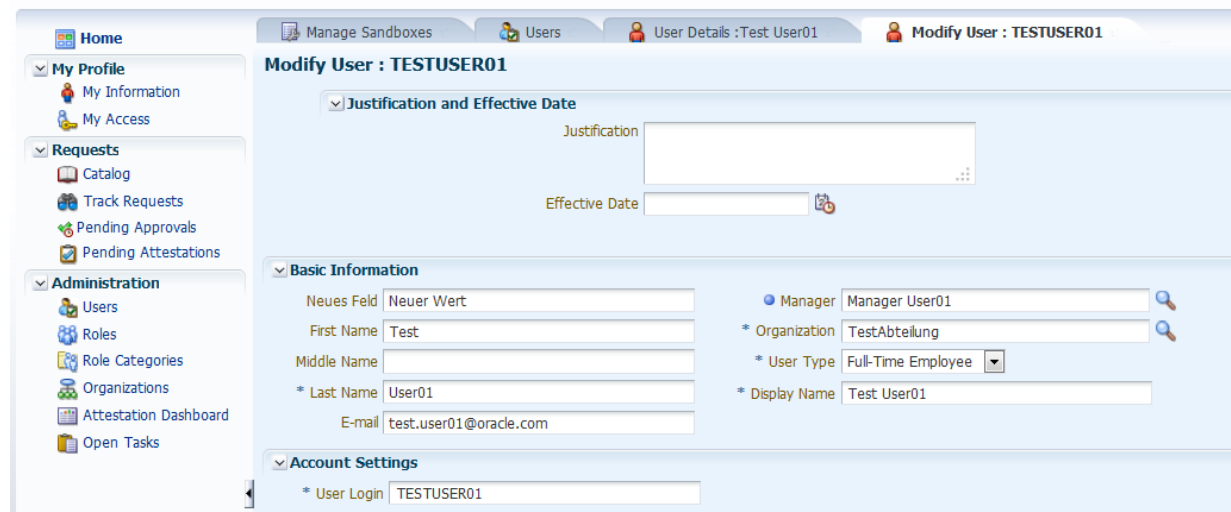 Home
My Profile
My Information
My Access
Requests
Catalog
Track Requests
Pending Approvals
Pending Attestations
Administration
Users
Roles
Role Categories
Organizations
Attestation Dashboard
Open Tasks
Manage Sandboxes Users User Details :Test User01 Modify User : TESTUSER01
Modify User : TESTUSER01
Justification and Effective Date
Justification
Effective Date
Basic Information
Neues Feld Neuer Wert * Manager Manager User01
First Name Test * Organization TestAbteilung
Middle Name * User Type Full-Time Employee
* Last Name User01 * Display Name Test User01
E-mail test.user01@oracle.com
Account Settings
* User Login TESTUSER01